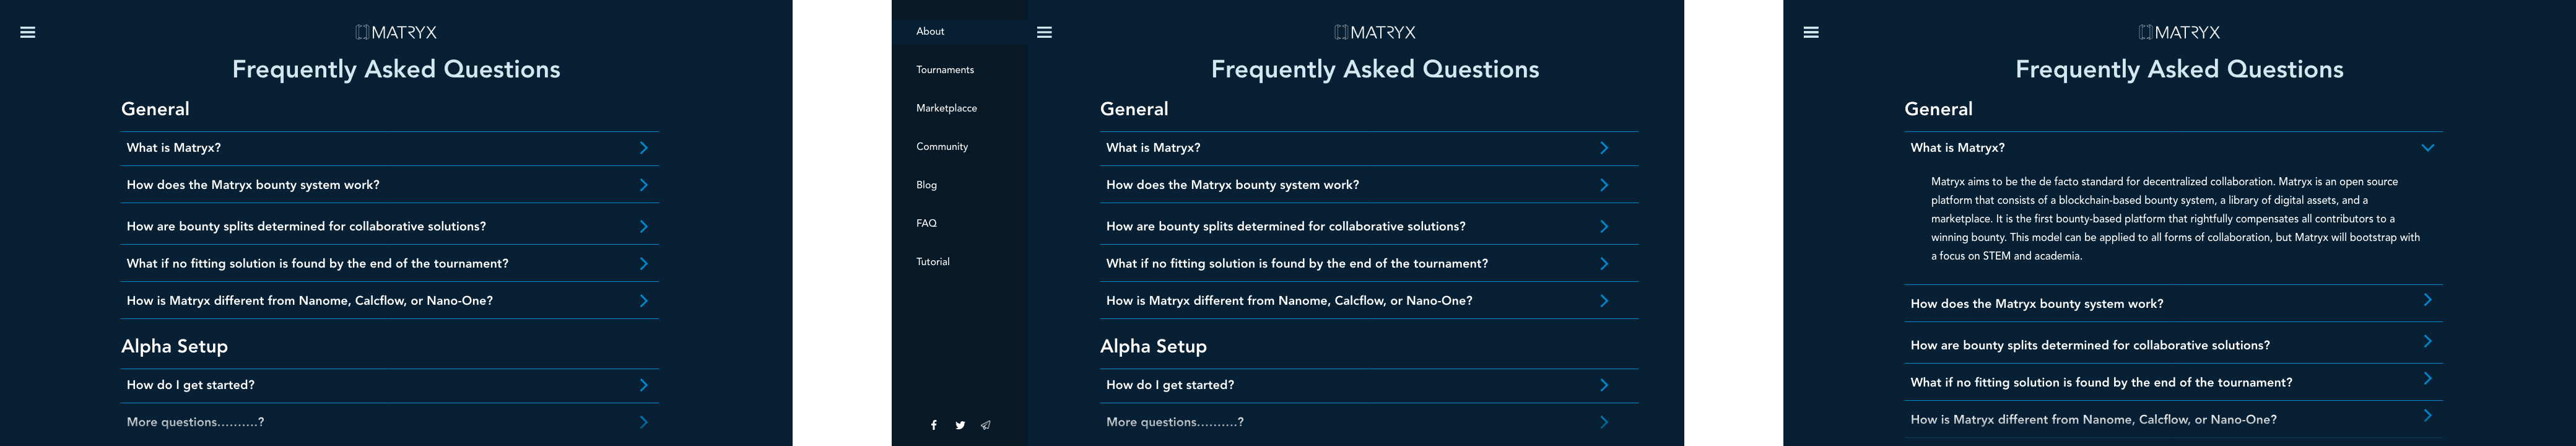 MATRYX
Frequently Asked Questions
General
What is Matryx?
How does the Matryx bounty system work?
How are bounty splits determined for collaborative solutions?
What if no fitting solution is found by the end of the tournament?
How is Matryx different from Nanome, Calcflow, or Nano-One?
Alpha Setup
How do I get started?
More questions..........?
About
Tournaments
Marketplacce
Community
Blog
FAQ
Tutorial
MATRYX
Frequently Asked Questions
General
What is Matryx?
How does the Matryx bounty system work?
How are bounty splits determined for collaborative solutions?
What if no fitting solution is found by the end of the tournament?
How is Matryx different from Nanome, Calcflow, or Nano-One?
Alpha Setup
How do I get started?
More questions..........?
MATRYX
Frequently Asked Questions
General
What is Matryx?
Matryx aims to be the de facto standard for decentralized collaboration. Matryx is an open source
platform that consists of a blockchain-based bounty system, a library of digital assets, and a
marketplace. It is the first bounty-based platform that rightfully compensates all contributors to a
winning bounty. This model can be applied to all forms of collaboration, but Matryx will bootstrap with
a focus on STEM and academia.
How does the Matryx bounty system work?
How are bounty splits determined for collaborative solutions?
What if no fitting solution is found by the end of the tournament?
How is Matryx different from Nanome, Calcflow, or Nano-One?